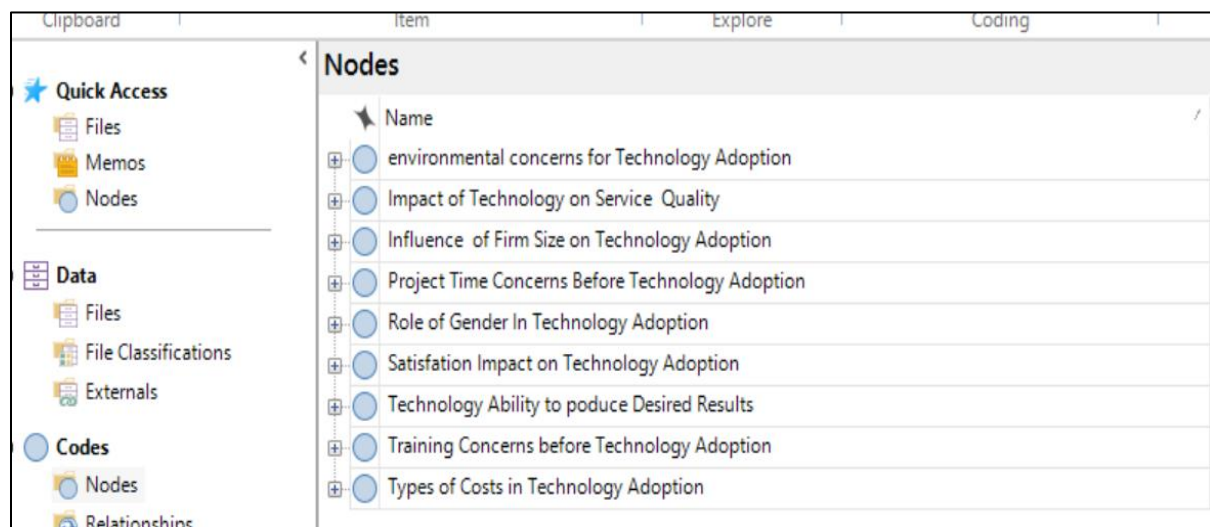 Clipboard Item Explore Coding
Quick Access
Files
Memos
Nodes
Data
Files
File Classifications
Externals
Codes
Nodes
Relationships
Nodes
Name
environmental concerns for Technology Adoption
Impact of Technology on Service Quality
Influence of Firm Size on Technology Adoption
Project Time Concerns Before Technology Adoption
Role of Gender In Technology Adoption
Satisfation Impact on Technology Adoption
Technology Ability to poduce Desired Results
Training Concerns before Technology Adoption
Types of Costs in Technology Adoption